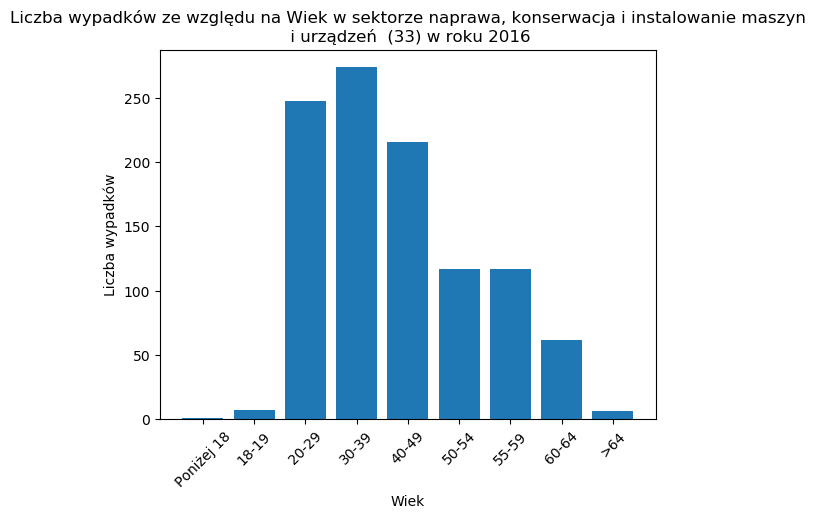 Liczba wypadków ze względu na Wiek w sektorze naprawa, konserwacja i instalowanie maszyn
i urządzeń  (33) w roku 2016
Liczba wypadków
250
200
150
100
50
0
Poniżej 18
18-19
20-29
30-39
40-49
50-54
55-59
60-64
>64
Wiek